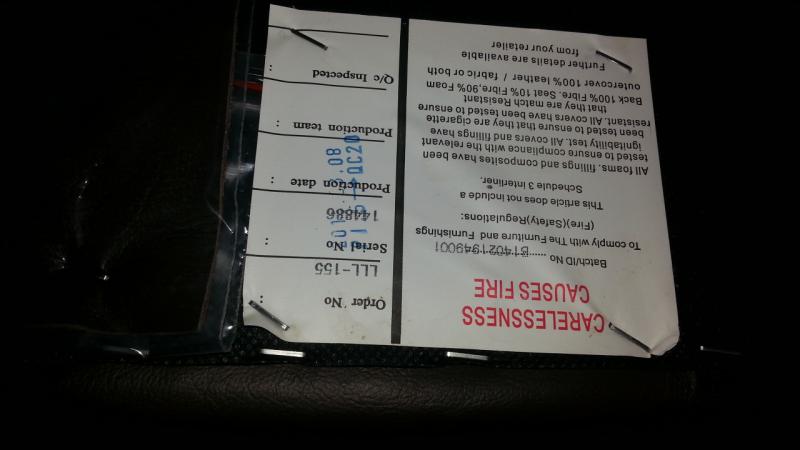 CARELESSNESS
CAUSES FIRE
Batch/ID No
To comply with The Furniture and Furnishings
(Fire)(Safety)Regulations:
This article does not include a
Schedule 3 Interliner.
All foams. fillings and composites have been
tested to ensure compliance with the relevant
ignitability test. All covers and fillings have
been tested to ensure that they are cigarette
resistant. All covers have been tested to ensure
that they are match Resistant
Back 100% Fibre. Seat 10% Fibre,90% Foam
outercover 100% leather / fabric or both
Further details are available
from your retailer
Order No :
LLL-155
Serial No :
144886
Production date :
QC20
Production team :
Q/c Inspected :